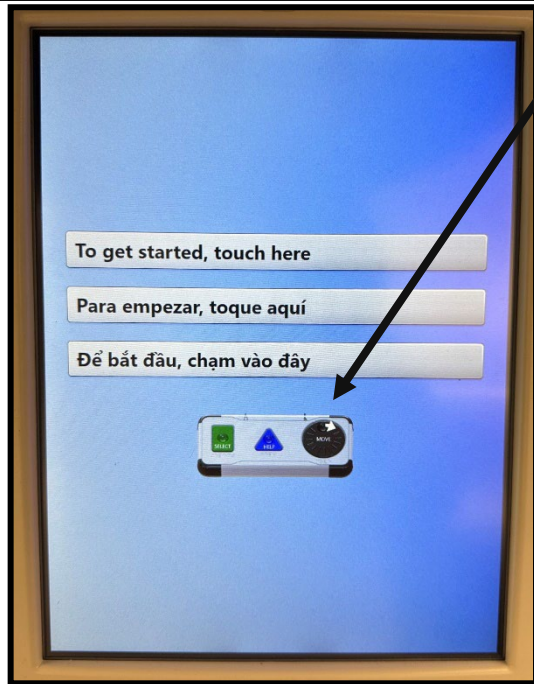 To get started, touch here
Para empezar, toque aquí
Để bắt đầu, chạm vào đây
SELECT
HELP
MOVE